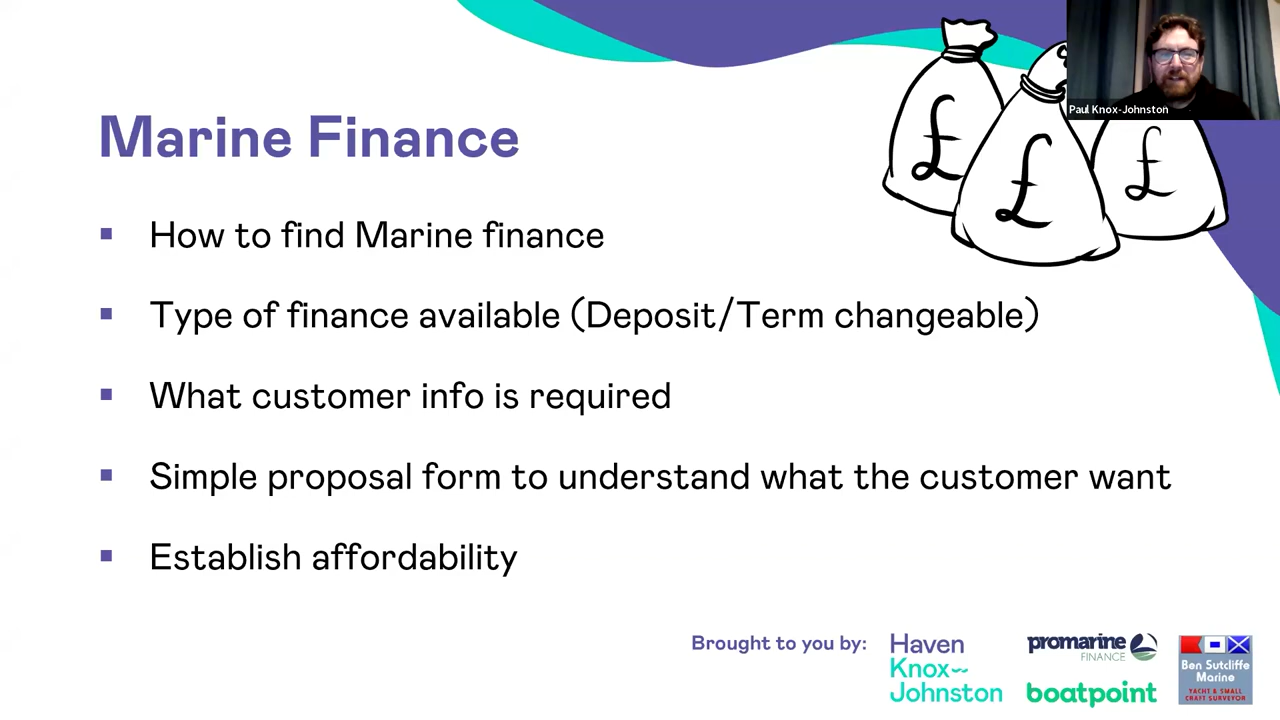 Paul Knox-Johnston
Marine Finance
£ £ £
▪ How to find Marine finance
▪ Type of finance available (Deposit/Term changeable)
▪ What customer info is required
▪ Simple proposal form to understand what the customer want
▪ Establish affordability
Brought to you by:
Haven
Knox~
Johnston
promarine
FINANCE
boatpoint
Ben Sutcliffe
Marine
YACHT & SMALL
CRAFT SURVEYOR